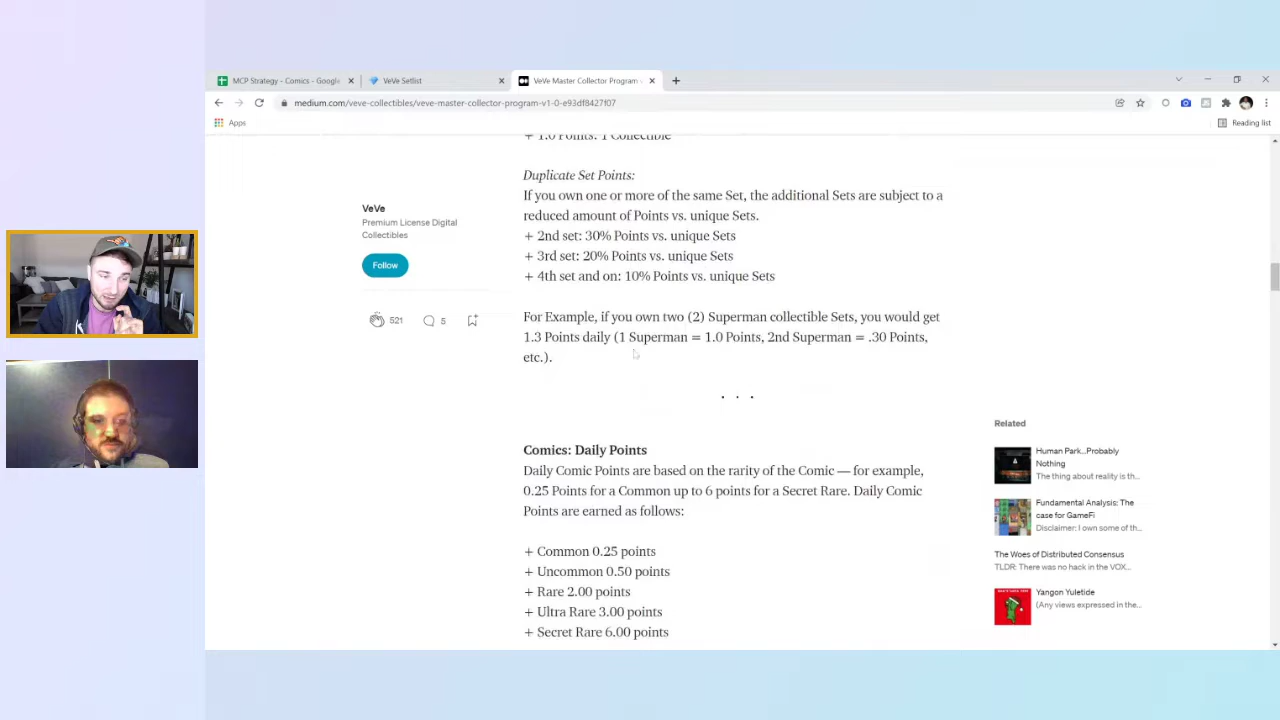 MCP Strategy - Comics - Google
VeVe Setlist
VeVe Master Collector Program
medium.com/veve-collectibles/veve-master-collector-program-v1-0-e93df8427f07
Apps
Reading list
+ 1.0 Points: 1 Collectible
Duplicate Set Points:
If you own one or more of the same Set, the additional Sets are subject to a
reduced amount of Points vs. unique Sets.
+ 2nd set: 30% Points vs. unique Sets
+ 3rd set: 20% Points vs. unique Sets
+ 4th set and on: 10% Points vs. unique Sets
For Example, if you own two (2) Superman collectible Sets, you would get
1.3 Points daily (1 Superman = 1.0 Points, 2nd Superman = .30 Points,
etc.).
. . .
Comics: Daily Points
Daily Comic Points are based on the rarity of the Comic — for example,
0.25 Points for a Common up to 6 points for a Secret Rare. Daily Comic
Points are earned as follows:
+ Common 0.25 points
+ Uncommon 0.50 points
+ Rare 2.00 points
+ Ultra Rare 3.00 points
+ Secret Rare 6.00 points
VeVe
Premium License Digital
Collectibles
Follow
521
5
Related
Human Park...Probably
Nothing
The thing about reality is th...
Fundamental Analysis: The
case for GameFi
Disclaimer: I own some of th...
The Woes of Distributed Consensus
TLDR: There was no hack in the VOX...
Yangon Yuletide
(Any views expressed in the...